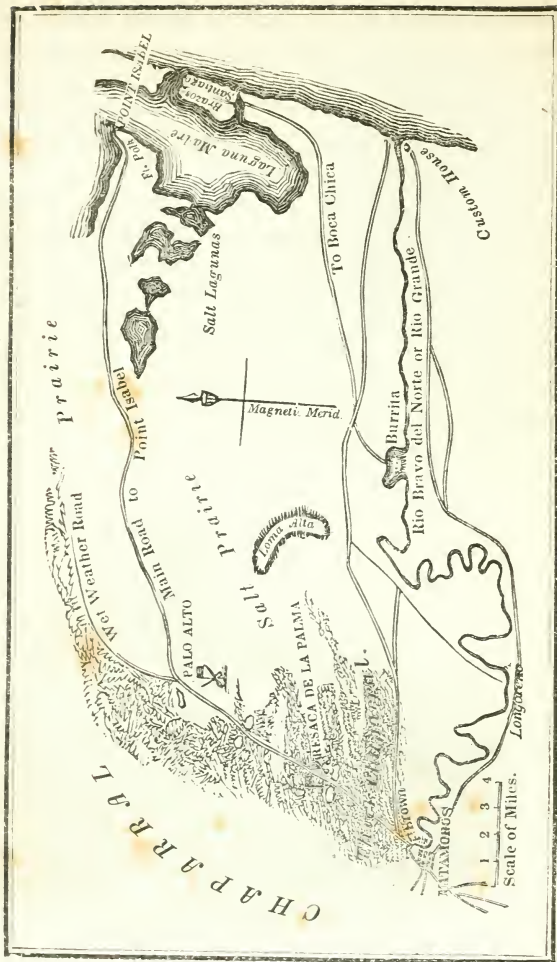 POINT ISABEL
Ft. Polk
Brazos
Santiago
Laguna Madre
Salt Lagunas
Prairie
Wet Weather Road
Main Road to Point Isabel
To Boca Chica
Custom House
Magnetic Merid.
PALO ALTO
Salt Prairie
Loma Alta
Burrita
Rio Bravo del Norte or Rio Grande
RESACA DE LA PALMA
CHAPARRAL
Ft. Brown
MATAMOROS
Longoreno
1 2 3 4
Scale of Miles.